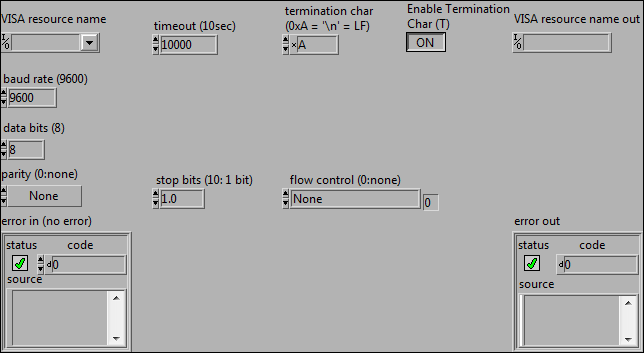 VISA resource name
timeout (10sec)
termination char
(0xA = '\n' = LF)
Enable Termination
Char (T)
VISA resource name out
I/0
10000
×A
ON
I/0
baud rate (9600)
9600
data bits (8)
8
parity (0:none)
stop bits (10: 1 bit)
flow control (0:none)
None
1.0
None
0
error in (no error)
error out
status
code
status
code
d0
d0
source
source